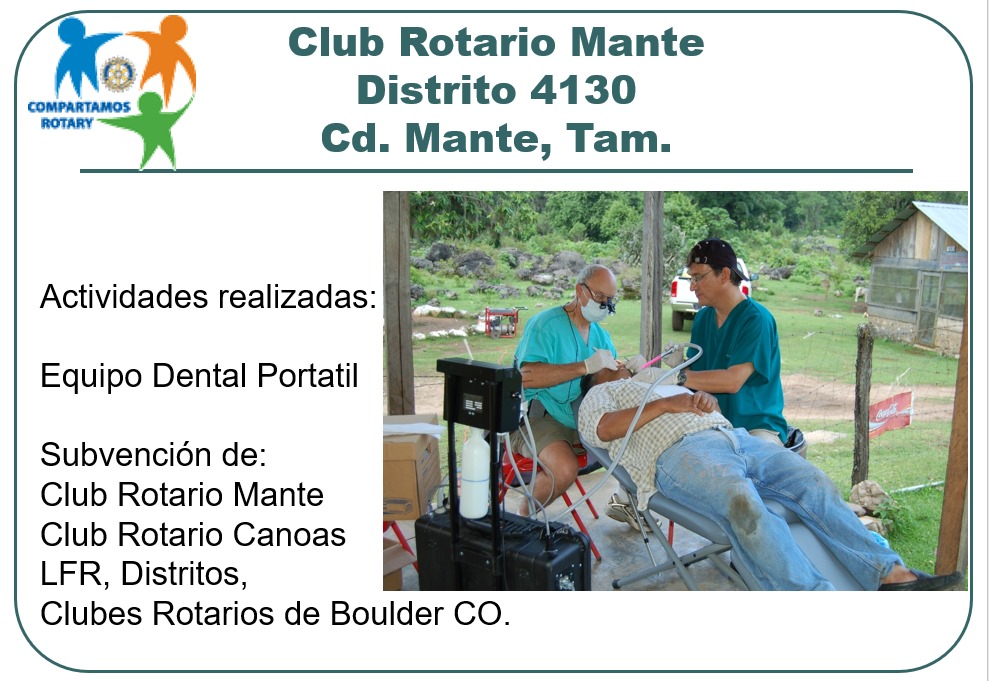 Club Rotario Mante
Distrito 4130
Cd. Mante, Tam.
COMPARTAMOS
ROTARY
Actividades realizadas:
Equipo Dental Portatil
Subvención de:
Club Rotario Mante
Club Rotario Canoas
LFR, Distritos,
Clubes Rotarios de Boulder CO.
Coca-Cola